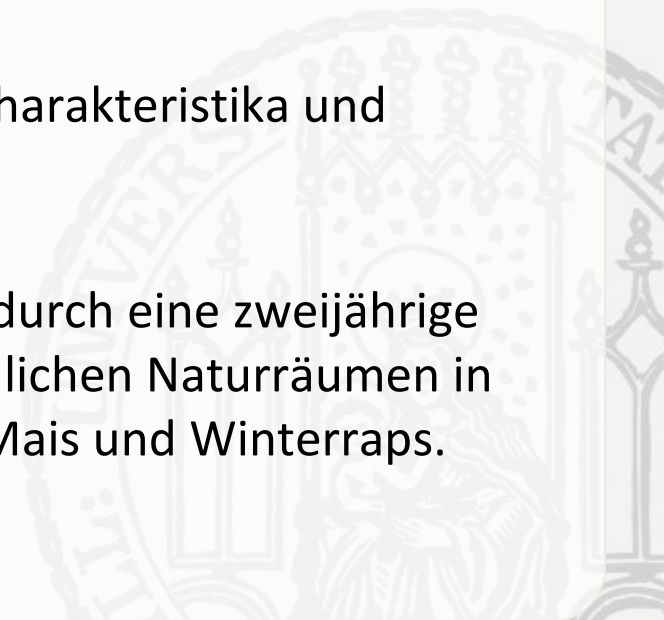 harakteristika und
durch eine zweijährige
lichen Naturräumen in
Mais und Winterraps.